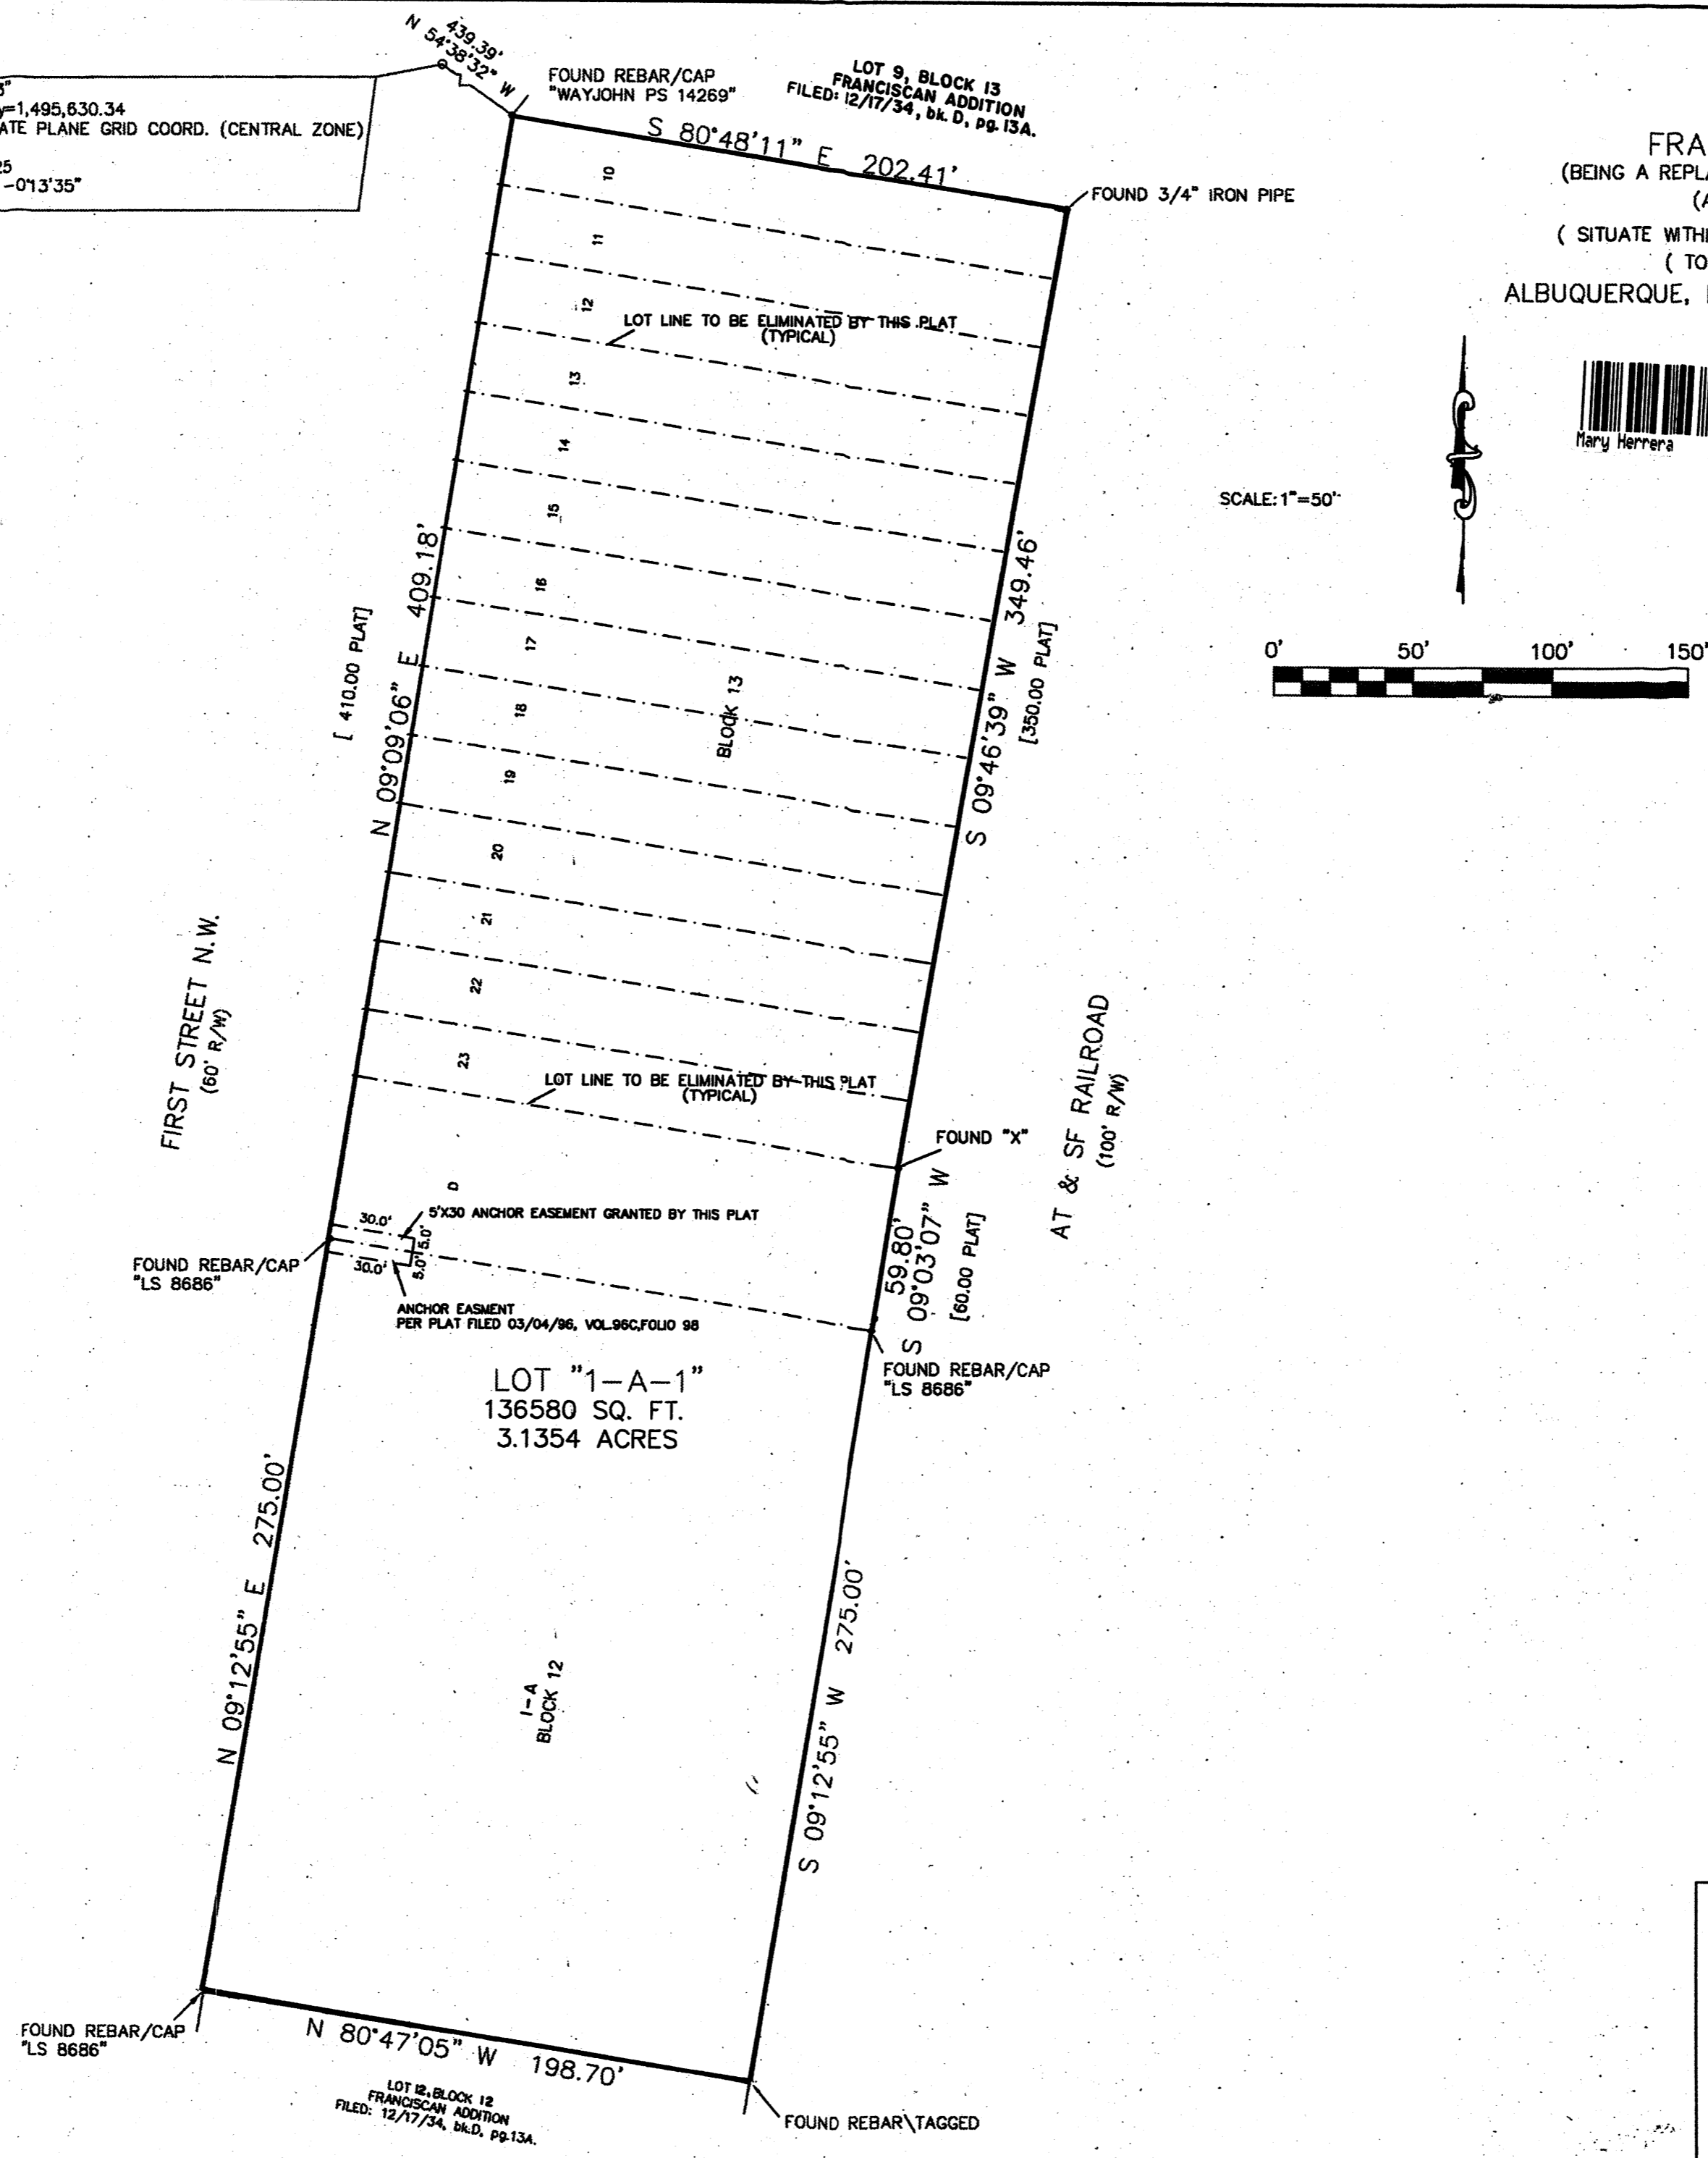 439.39'
N 54°38'32" W
y=1,495,630.34
ATE PLANE GRID COORD. (CENTRAL ZONE)
-0°13'35"
FOUND REBAR/CAP
"WAYJOHN PS 14269"
LOT 9, BLOCK 13
FRANCISCAN ADDITION
FILED: 12/17/34, bk. D, pg. 13A.
S 80°48'11" E 202.41'
FOUND 3/4" IRON PIPE
FRA
(BEING A REPLA
(A
( SITUATE WITHI
( TO
ALBUQUERQUE,
Mary Herrera
SCALE: 1"=50'
0' 50' 100' 150'
10
11
12
LOT LINE TO BE ELIMINATED BY THIS PLAT
(TYPICAL)
13
14
15
16
17
18
19
20
21
22
23
BLOCK 13
N 09°09'06" E 409.18'
[ 410.00 PLAT]
S 09°46'39" W 349.46'
[350.00 PLAT]
FIRST STREET N.W.
(60' R/W)
AT & SF RAILROAD
(100' R/W)
LOT LINE TO BE ELIMINATED BY THIS PLAT
(TYPICAL)
FOUND "X"
D
5'X30 ANCHOR EASEMENT GRANTED BY THIS PLAT
30.0'
5.0'
5.0'
30.0'
59.80'
S 09°03'07" W
[60.00 PLAT]
FOUND REBAR/CAP
"LS 8686"
ANCHOR EASMENT
PER PLAT FILED 03/04/96, VOL.96C,FOLIO 98
FOUND REBAR/CAP
"LS 8686"
LOT "1-A-1"
136580 SQ. FT.
3.1354 ACRES
N 09°12'55" E 275.00'
S 09°12'55" W 275.00'
1-A
BLOCK 12
FOUND REBAR/CAP
"LS 8686"
N 80°47'05" W 198.70'
LOT 12, BLOCK 12
FRANCISCAN ADDITION
FILED: 12/17/34, bk.D, pg.13A.
FOUND REBAR\TAGGED